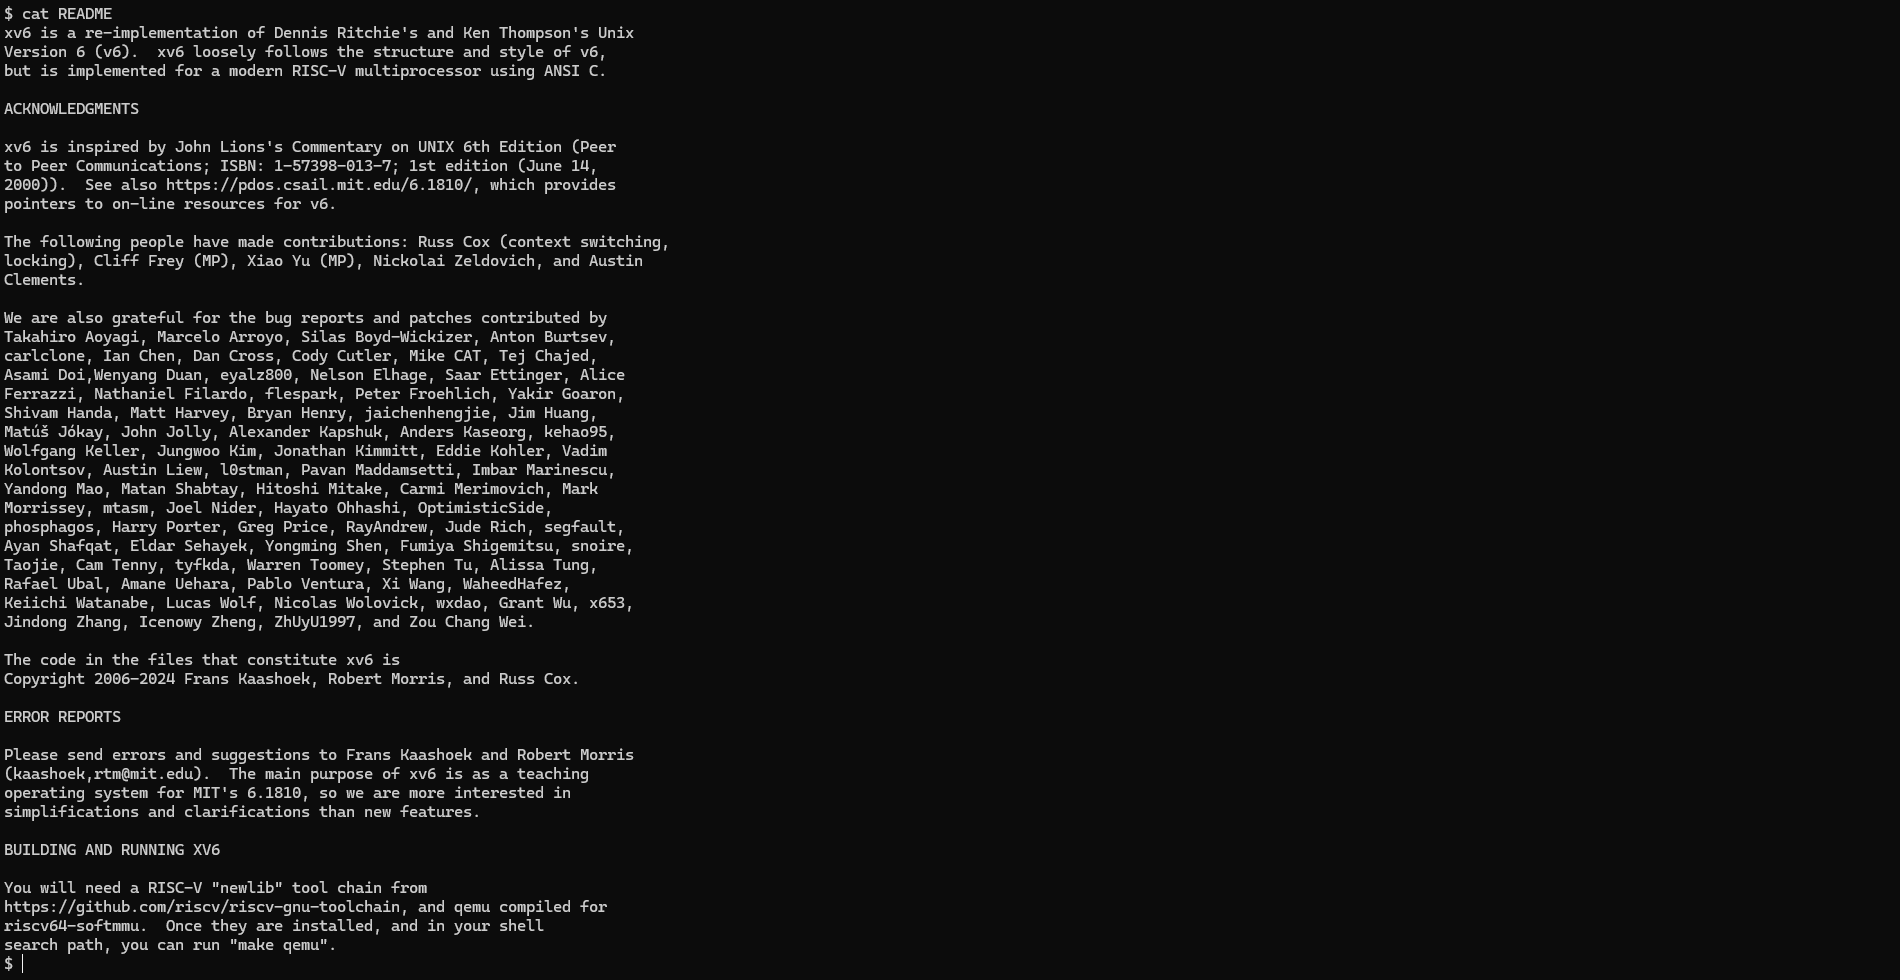 $ cat README
xv6 is a re-implementation of Dennis Ritchie's and Ken Thompson's Unix
Version 6 (v6).  xv6 loosely follows the structure and style of v6,
but is implemented for a modern RISC-V multiprocessor using ANSI C.

ACKNOWLEDGMENTS

xv6 is inspired by John Lions's Commentary on UNIX 6th Edition (Peer
to Peer Communications; ISBN: 1-57398-013-7; 1st edition (June 14,
2000)).  See also https://pdos.csail.mit.edu/6.1810/, which provides
pointers to on-line resources for v6.

The following people have made contributions: Russ Cox (context switching,
locking), Cliff Frey (MP), Xiao Yu (MP), Nickolai Zeldovich, and Austin
Clements.

We are also grateful for the bug reports and patches contributed by
Takahiro Aoyagi, Marcelo Arroyo, Silas Boyd-Wickizer, Anton Burtsev,
carlclone, Ian Chen, Dan Cross, Cody Cutler, Mike CAT, Tej Chajed,
Asami Doi,Wenyang Duan, eyalz800, Nelson Elhage, Saar Ettinger, Alice
Ferrazzi, Nathaniel Filardo, flespark, Peter Froehlich, Yakir Goaron,
Shivam Handa, Matt Harvey, Bryan Henry, jaichenhengjie, Jim Huang,
Matúš Jókay, John Jolly, Alexander Kapshuk, Anders Kaseorg, kehao95,
Wolfgang Keller, Jungwoo Kim, Jonathan Kimmitt, Eddie Kohler, Vadim
Kolontsov, Austin Liew, l0stman, Pavan Maddamsetti, Imbar Marinescu,
Yandong Mao, Matan Shabtay, Hitoshi Mitake, Carmi Merimovich, Mark
Morrissey, mtasm, Joel Nider, Hayato Ohhashi, OptimisticSide,
phosphagos, Harry Porter, Greg Price, RayAndrew, Jude Rich, segfault,
Ayan Shafqat, Eldar Sehayek, Yongming Shen, Fumiya Shigemitsu, snoire,
Taojie, Cam Tenny, tyfkda, Warren Toomey, Stephen Tu, Alissa Tung,
Rafael Ubal, Amane Uehara, Pablo Ventura, Xi Wang, WaheedHafez,
Keiichi Watanabe, Lucas Wolf, Nicolas Wolovick, wxdao, Grant Wu, x653,
Jindong Zhang, Icenowy Zheng, ZhUyU1997, and Zou Chang Wei.

The code in the files that constitute xv6 is
Copyright 2006-2024 Frans Kaashoek, Robert Morris, and Russ Cox.

ERROR REPORTS

Please send errors and suggestions to Frans Kaashoek and Robert Morris
(kaashoek,rtm@mit.edu).  The main purpose of xv6 is as a teaching
operating system for MIT's 6.1810, so we are more interested in
simplifications and clarifications than new features.

BUILDING AND RUNNING XV6

You will need a RISC-V "newlib" tool chain from
https://github.com/riscv/riscv-gnu-toolchain, and qemu compiled for
riscv64-softmmu.  Once they are installed, and in your shell
search path, you can run "make qemu".
$